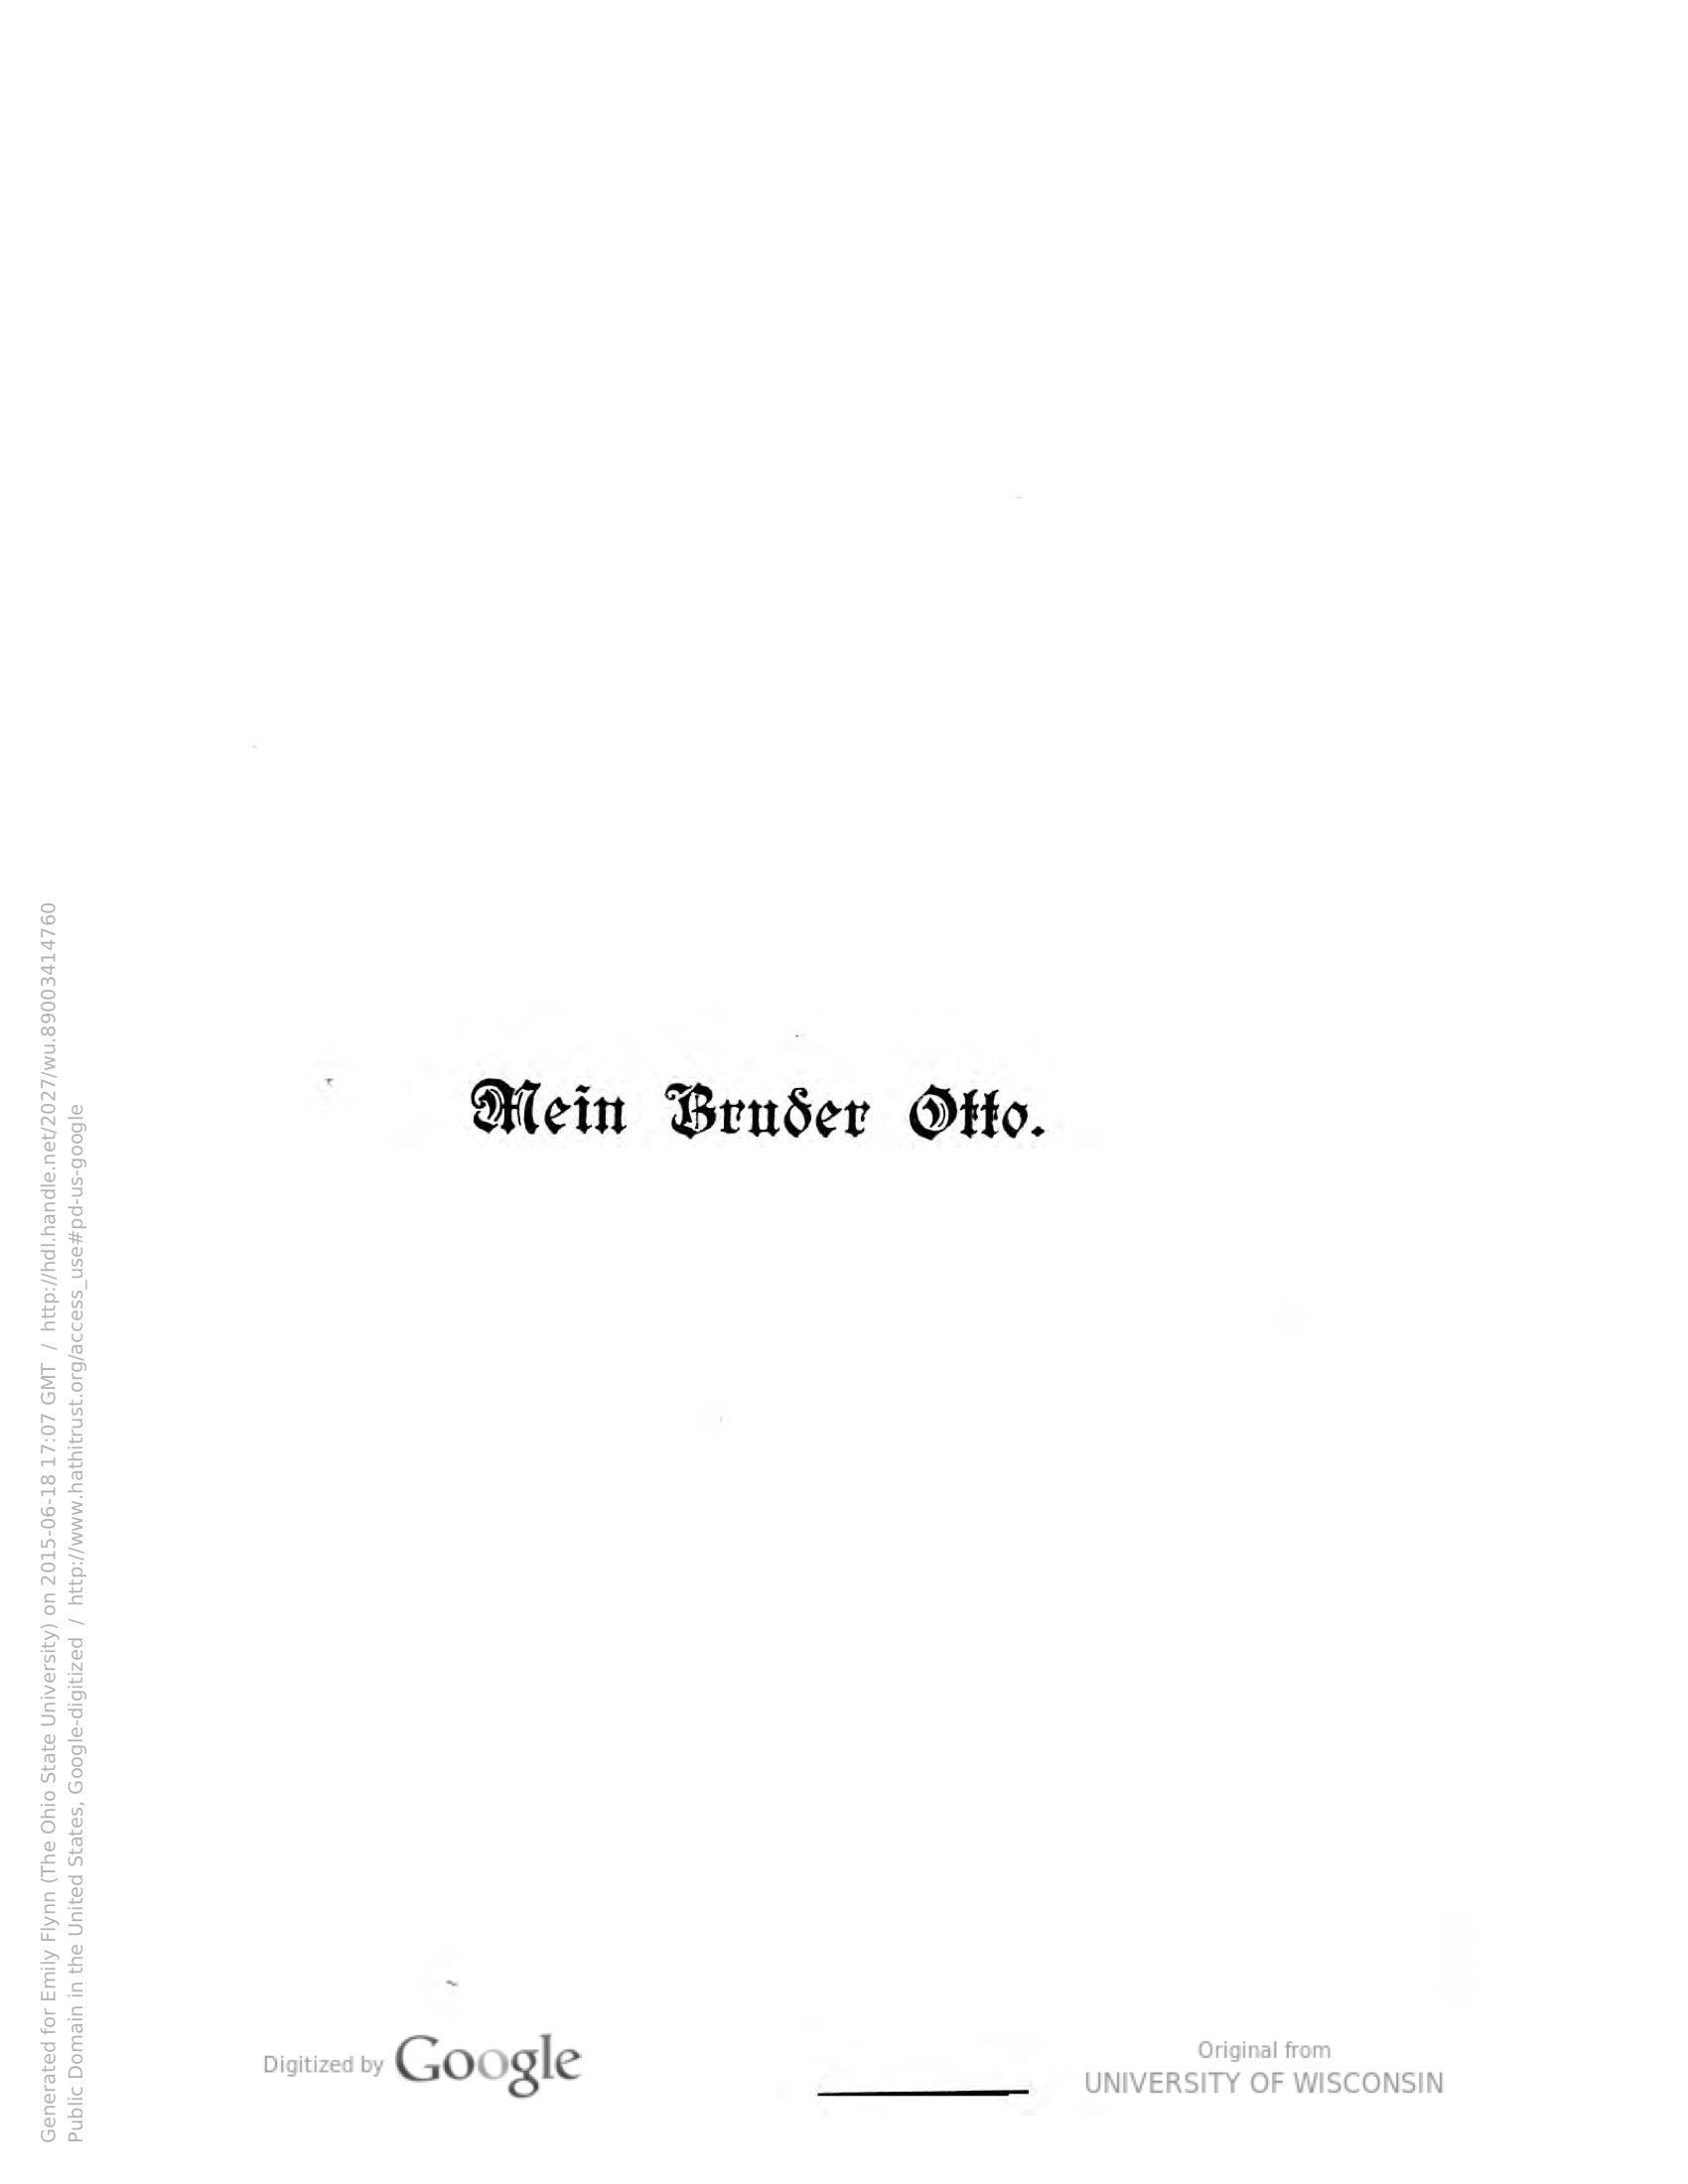 Mein Bruder Otto.
Generated for Emily Flynn (The Ohio State University) on 2015-06-18 17:07 GMT / http://hdl.handle.net/2027/wu.89003414760
Public Domain in the United States, Google-digitized / http://www.hathitrust.org/access_use#pd-us-google
Digitized by Google
Original from
UNIVERSITY OF WISCONSIN